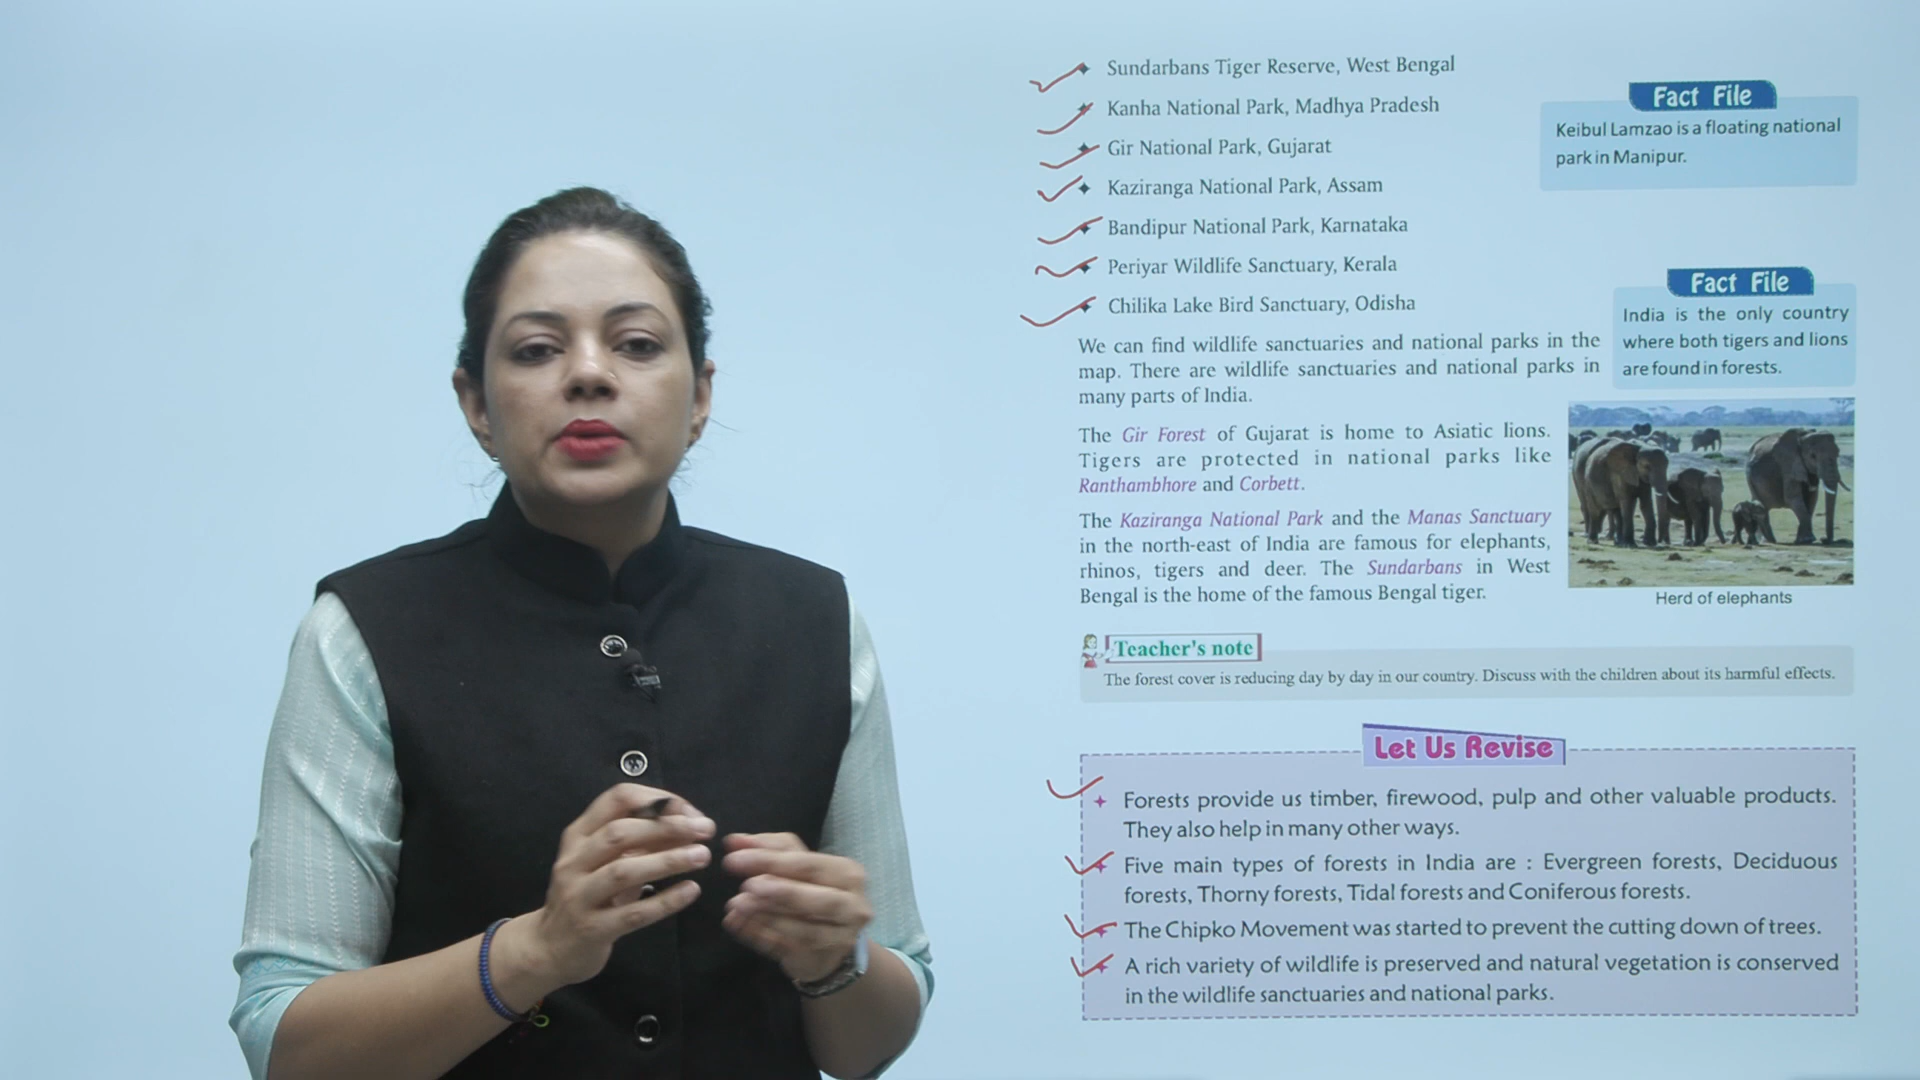 Sundarbans Tiger Reserve, West Bengal
Kanha National Park, Madhya Pradesh
Gir National Park, Gujarat
Kaziranga National Park, Assam
Bandipur National Park, Karnataka
Periyar Wildlife Sanctuary, Kerala
Chilika Lake Bird Sanctuary, Odisha
Fact File
Keibul Lamzao is a floating national
park in Manipur.
Fact File
India is the only country
where both tigers and lions
are found in forests.
We can find wildlife sanctuaries and national parks in the
map. There are wildlife sanctuaries and national parks in
many parts of India.
The Gir Forest of Gujarat is home to Asiatic lions.
Tigers are protected in national parks like
Ranthambhore and Corbett.
The Kaziranga National Park and the Manas Sanctuary
in the north-east of India are famous for elephants,
rhinos, tigers and deer. The Sundarbans in West
Bengal is the home of the famous Bengal tiger.
Herd of elephants
Teacher's note
The forest cover is reducing day by day in our country. Discuss with the children about its harmful effects.
Let Us Revise
Forests provide us timber, firewood, pulp and other valuable products.
They also help in many other ways.
Five main types of forests in India are : Evergreen forests, Deciduous
forests, Thorny forests, Tidal forests and Coniferous forests.
The Chipko Movement was started to prevent the cutting down of trees.
A rich variety of wildlife is preserved and natural vegetation is conserved
in the wildlife sanctuaries and national parks.